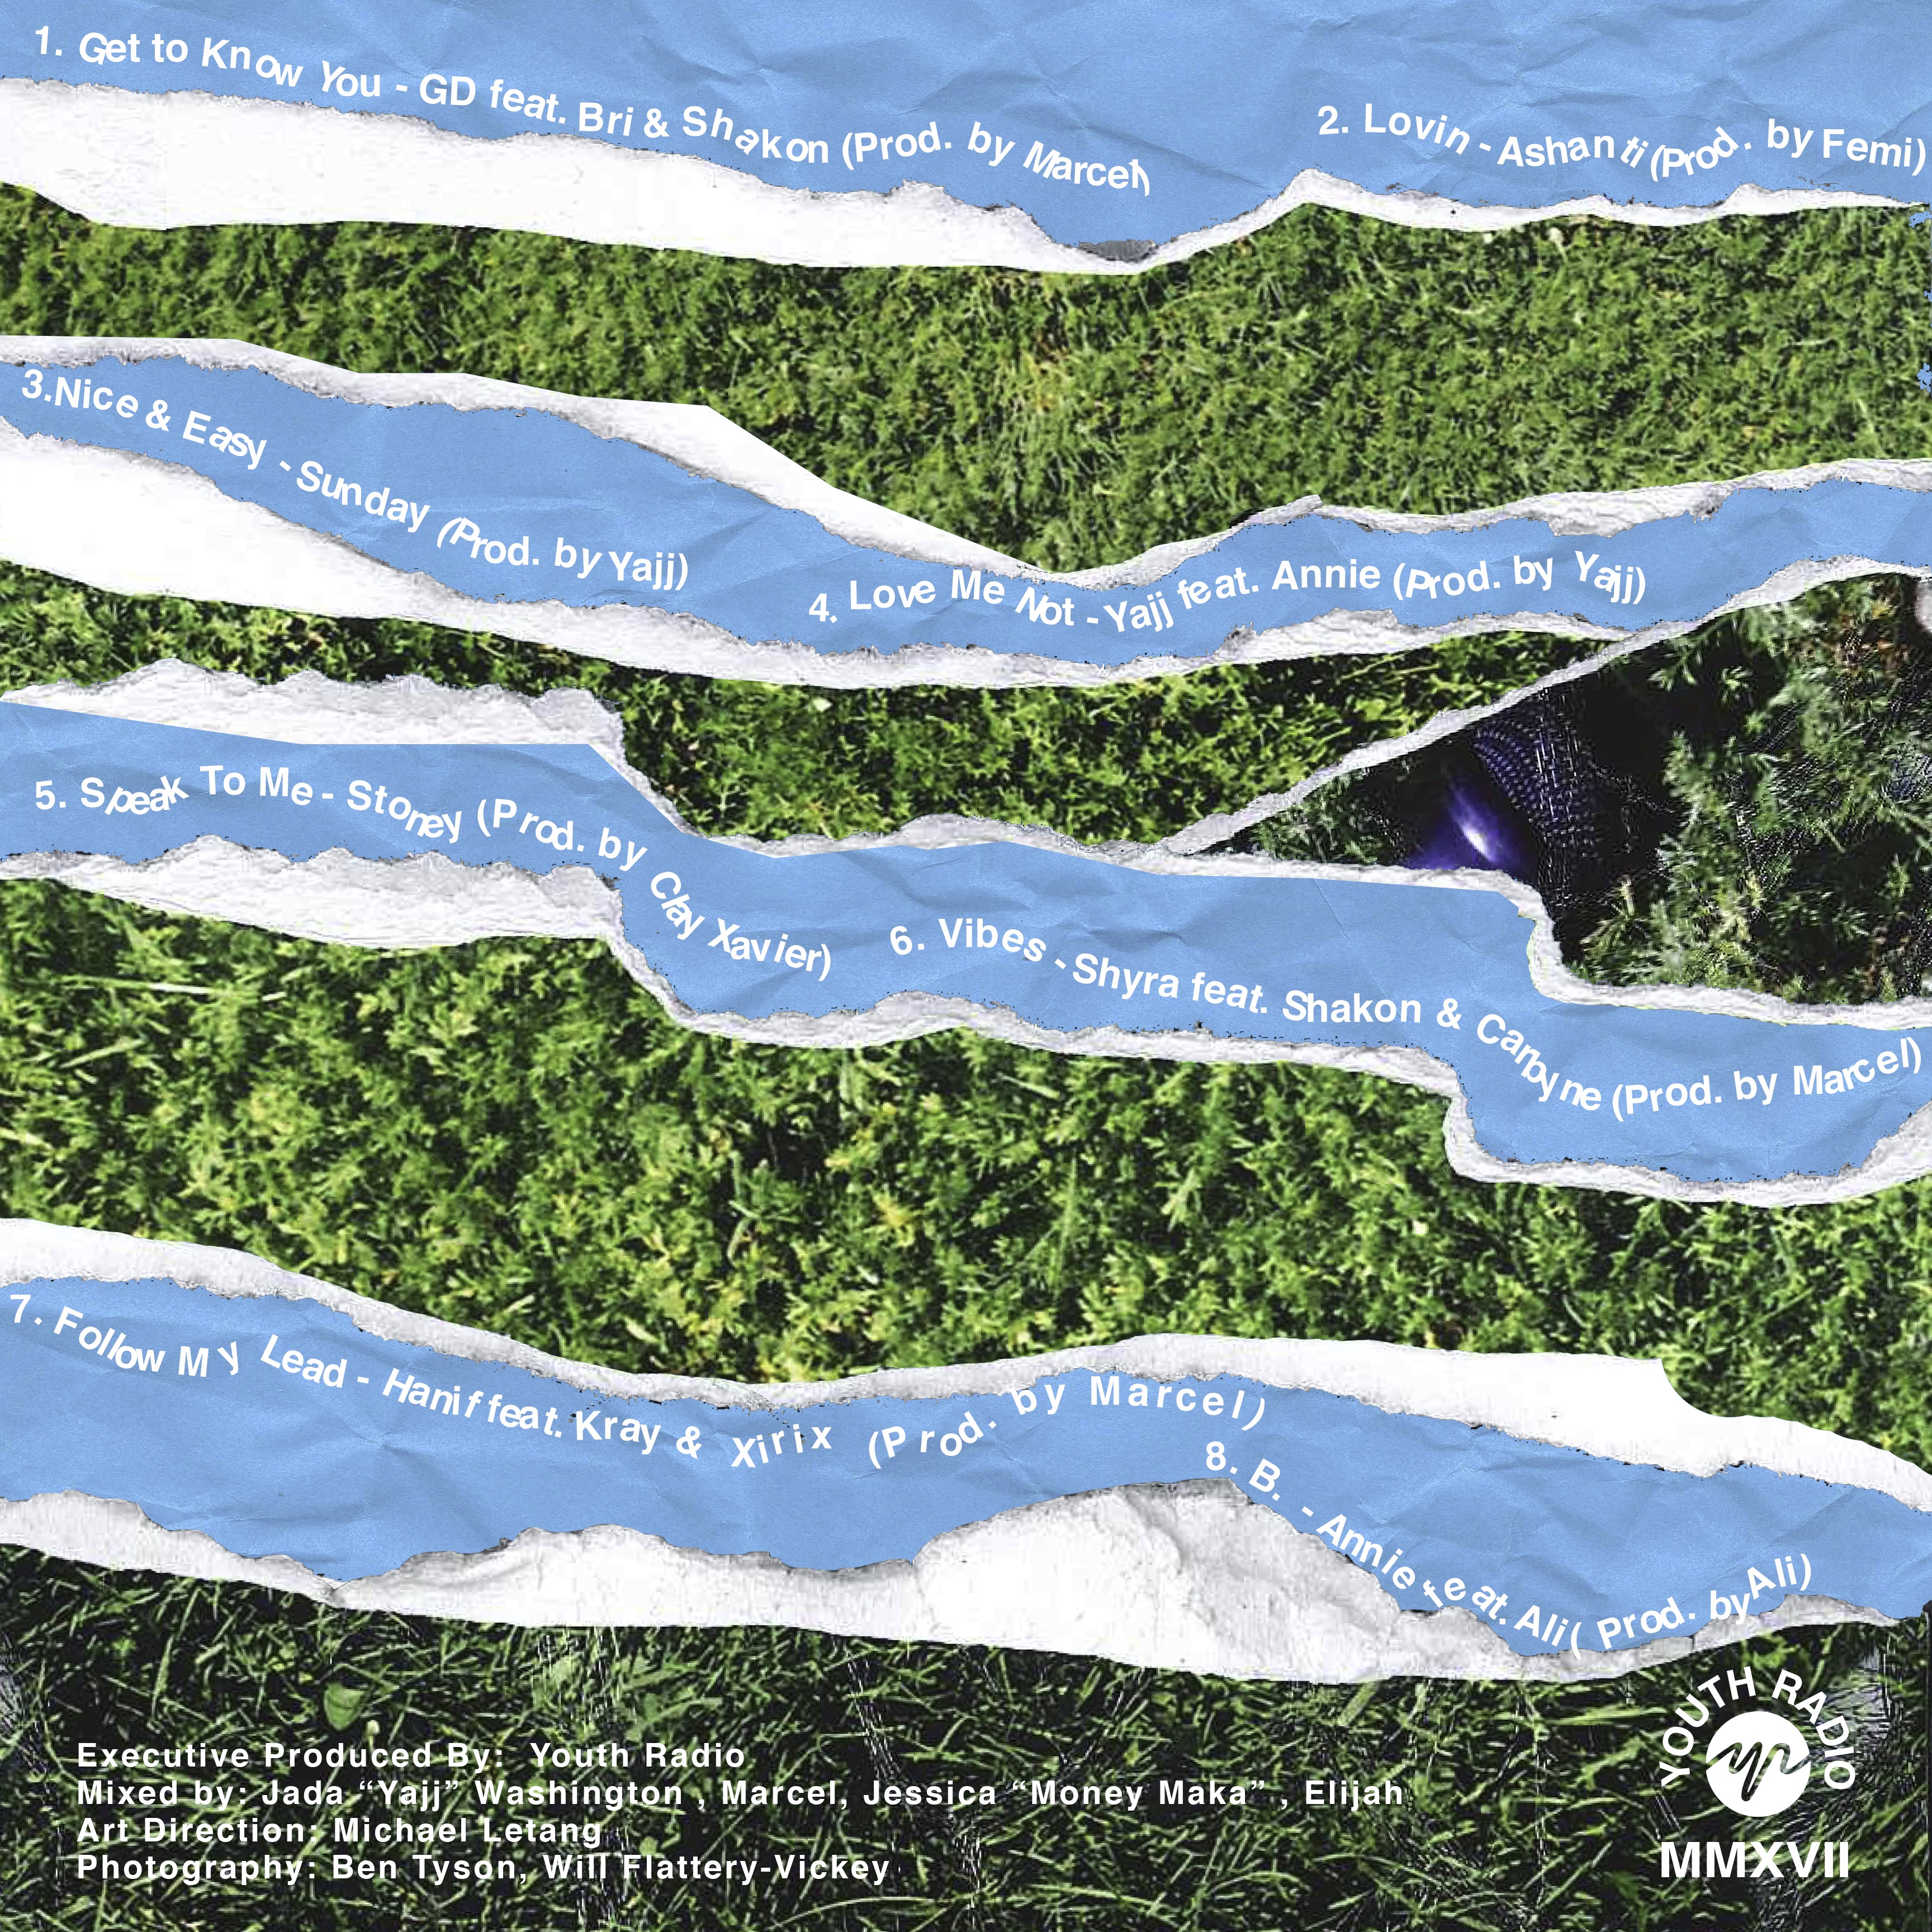 1. Get to Know You - GD feat. Bri & Shakon (Prod. by Marcel)
2. Lovin - Ashanti (Prod. by Femi)
3.Nice & Easy - Sunday (Prod. by Yajj)
4. Love Me Not - Yajj feat. Annie (Prod. by Yajj)
5. Speak To Me - Stoney (Prod. by Clay Xavier)
6. Vibes - Shyra feat. Shakon & Carbyne (Prod. by Marcel)
7. Follow My Lead - Hanif feat. Kray & Xirix (Prod. by Marcel)
8. B. - Annie feat. Ali ( Prod. by Ali)
Executive Produced By: Youth Radio
Mixed by: Jada “Yajj” Washington , Marcel, Jessica “Money Maka” , Elijah
Art Direction: Michael Letang
Photography: Ben Tyson, Will Flattery-Vickey
YOUTH RADIO
yr
MMXVII